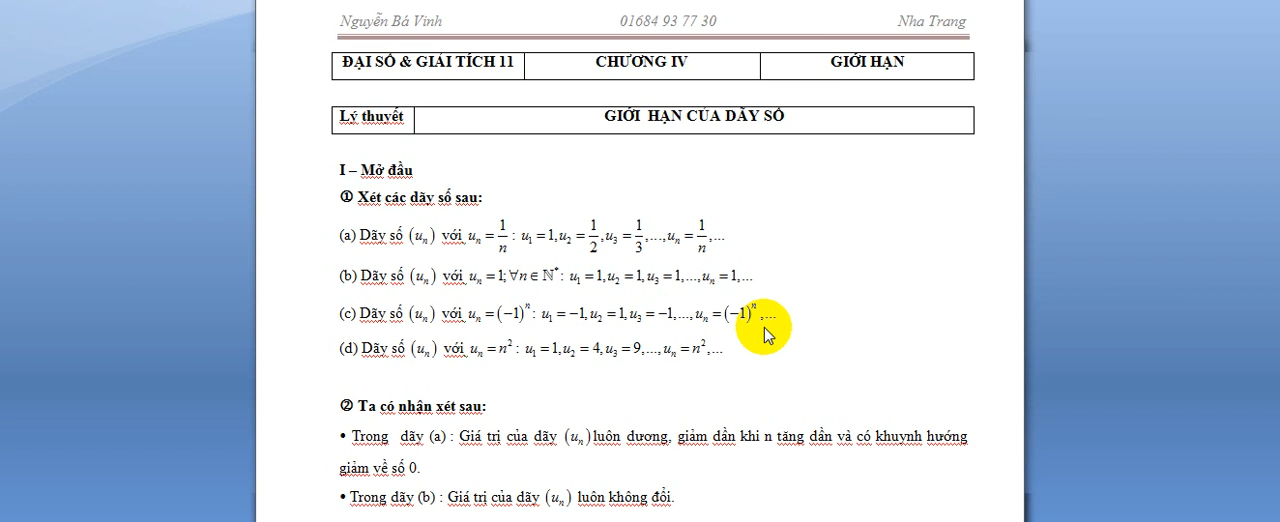 Nguyễn Bá Vinh 01684 93 77 30 Nha Trang
ĐẠI SỐ & GIẢI TÍCH 11 CHƯƠNG IV GIỚI HẠN
Lý thuyết GIỚI HẠN CỦA DÃY SỐ
I – Mở đầu
① Xét các dãy số sau:
(a) Dãy số (uₙ) với uₙ = 1/n : u₁ = 1, u₂ = 1/2, u₃ = 1/3, ..., uₙ = 1/n, ...
(b) Dãy số (uₙ) với uₙ = 1; ∀n ∈ ℕ* : u₁ = 1, u₂ = 1, u₃ = 1, ..., uₙ = 1, ...
(c) Dãy số (uₙ) với uₙ = (−1)ⁿ : u₁ = −1, u₂ = 1, u₃ = −1, ..., uₙ = (−1)ⁿ, ...
(d) Dãy số (uₙ) với uₙ = n² : u₁ = 1, u₂ = 4, u₃ = 9, ..., uₙ = n², ...
② Ta có nhận xét sau:
• Trong dãy (a) : Giá trị của dãy (uₙ) luôn dương, giảm dần khi n tăng dần và có khuynh hướng
giảm về số 0.
• Trong dãy (b) : Giá trị của dãy (uₙ) luôn không đổi.